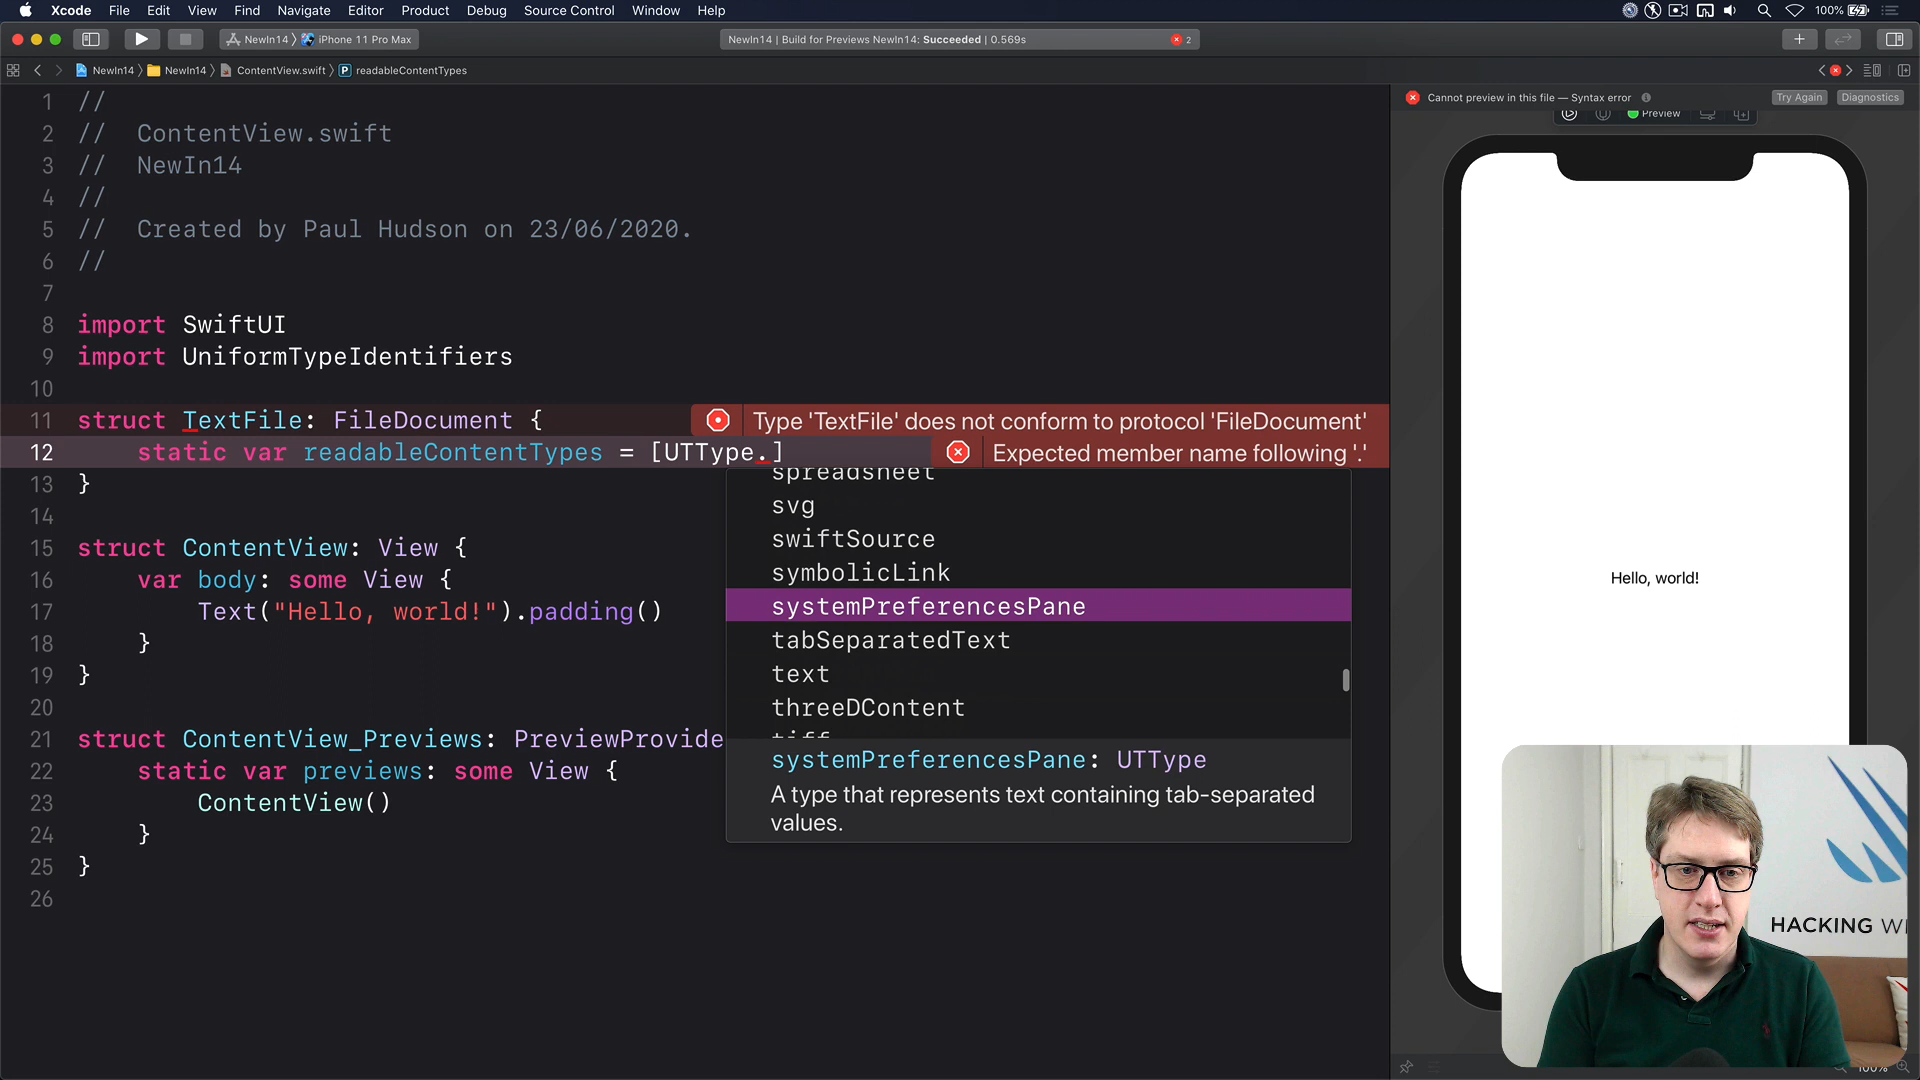 Xcode File Edit View Find Navigate Editor Product Debug Source Control Window Help 100%
NewIn14 iPhone 11 Pro Max
NewIn14 | Build for Previews NewIn14: Succeeded | 0.569s 2
NewIn14 NewIn14 ContentView.swift P readableContentTypes
Cannot preview in this file — Syntax error Try Again Diagnostics
Preview
1 //
2 // ContentView.swift
3 // NewIn14
4 //
5 // Created by Paul Hudson on 23/06/2020.
6 //
7
8 import SwiftUI
9 import UniformTypeIdentifiers
10
11 struct TextFile: FileDocument { Type 'TextFile' does not conform to protocol 'FileDocument'
12 static var readableContentTypes = [UTType.] Expected member name following '.'
13 }
14
15 struct ContentView: View {
16 var body: some View {
17 Text("Hello, world!").padding()
18 }
19 }
20
21 struct ContentView_Previews: PreviewProvide
22 static var previews: some View {
23 ContentView()
24 }
25 }
26
spreadsheet
svg
swiftSource
symbolicLink
systemPreferencesPane
tabSeparatedText
text
threeDContent
tiff
systemPreferencesPane: UTType
A type that represents text containing tab-separated
values.
Hello, world!
HACKING WI
100%